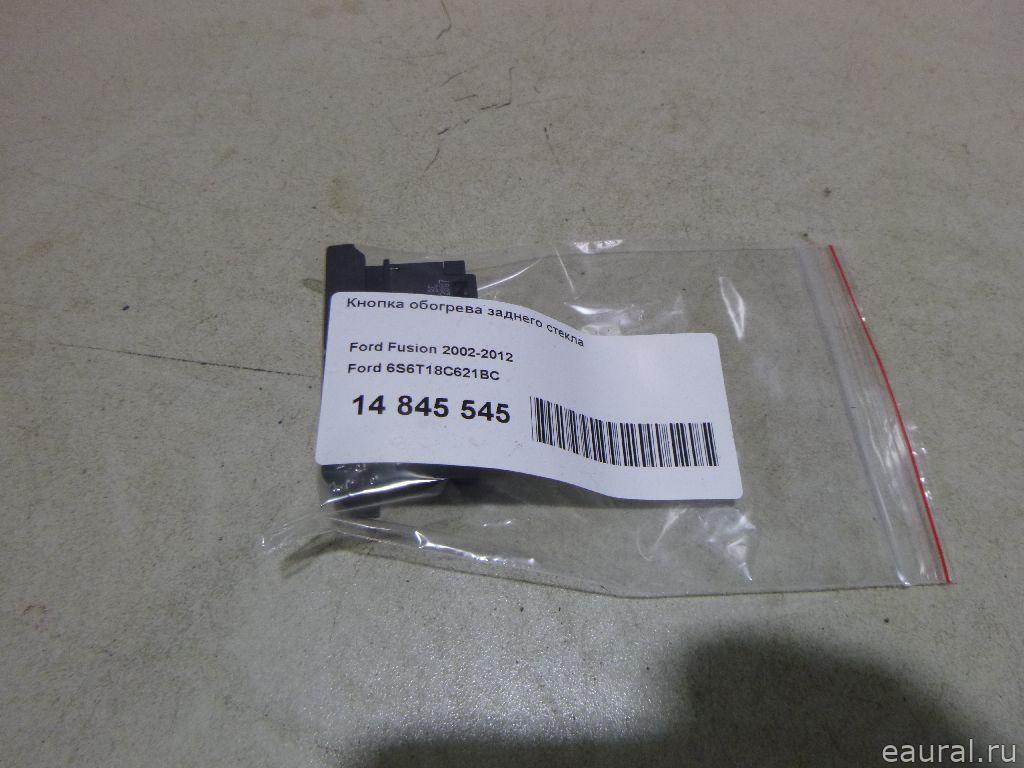 Кнопка обогрева заднего стекла
Ford Fusion 2002-2012
Ford 6S6T18C621BC
14 845 545
eaural.ru